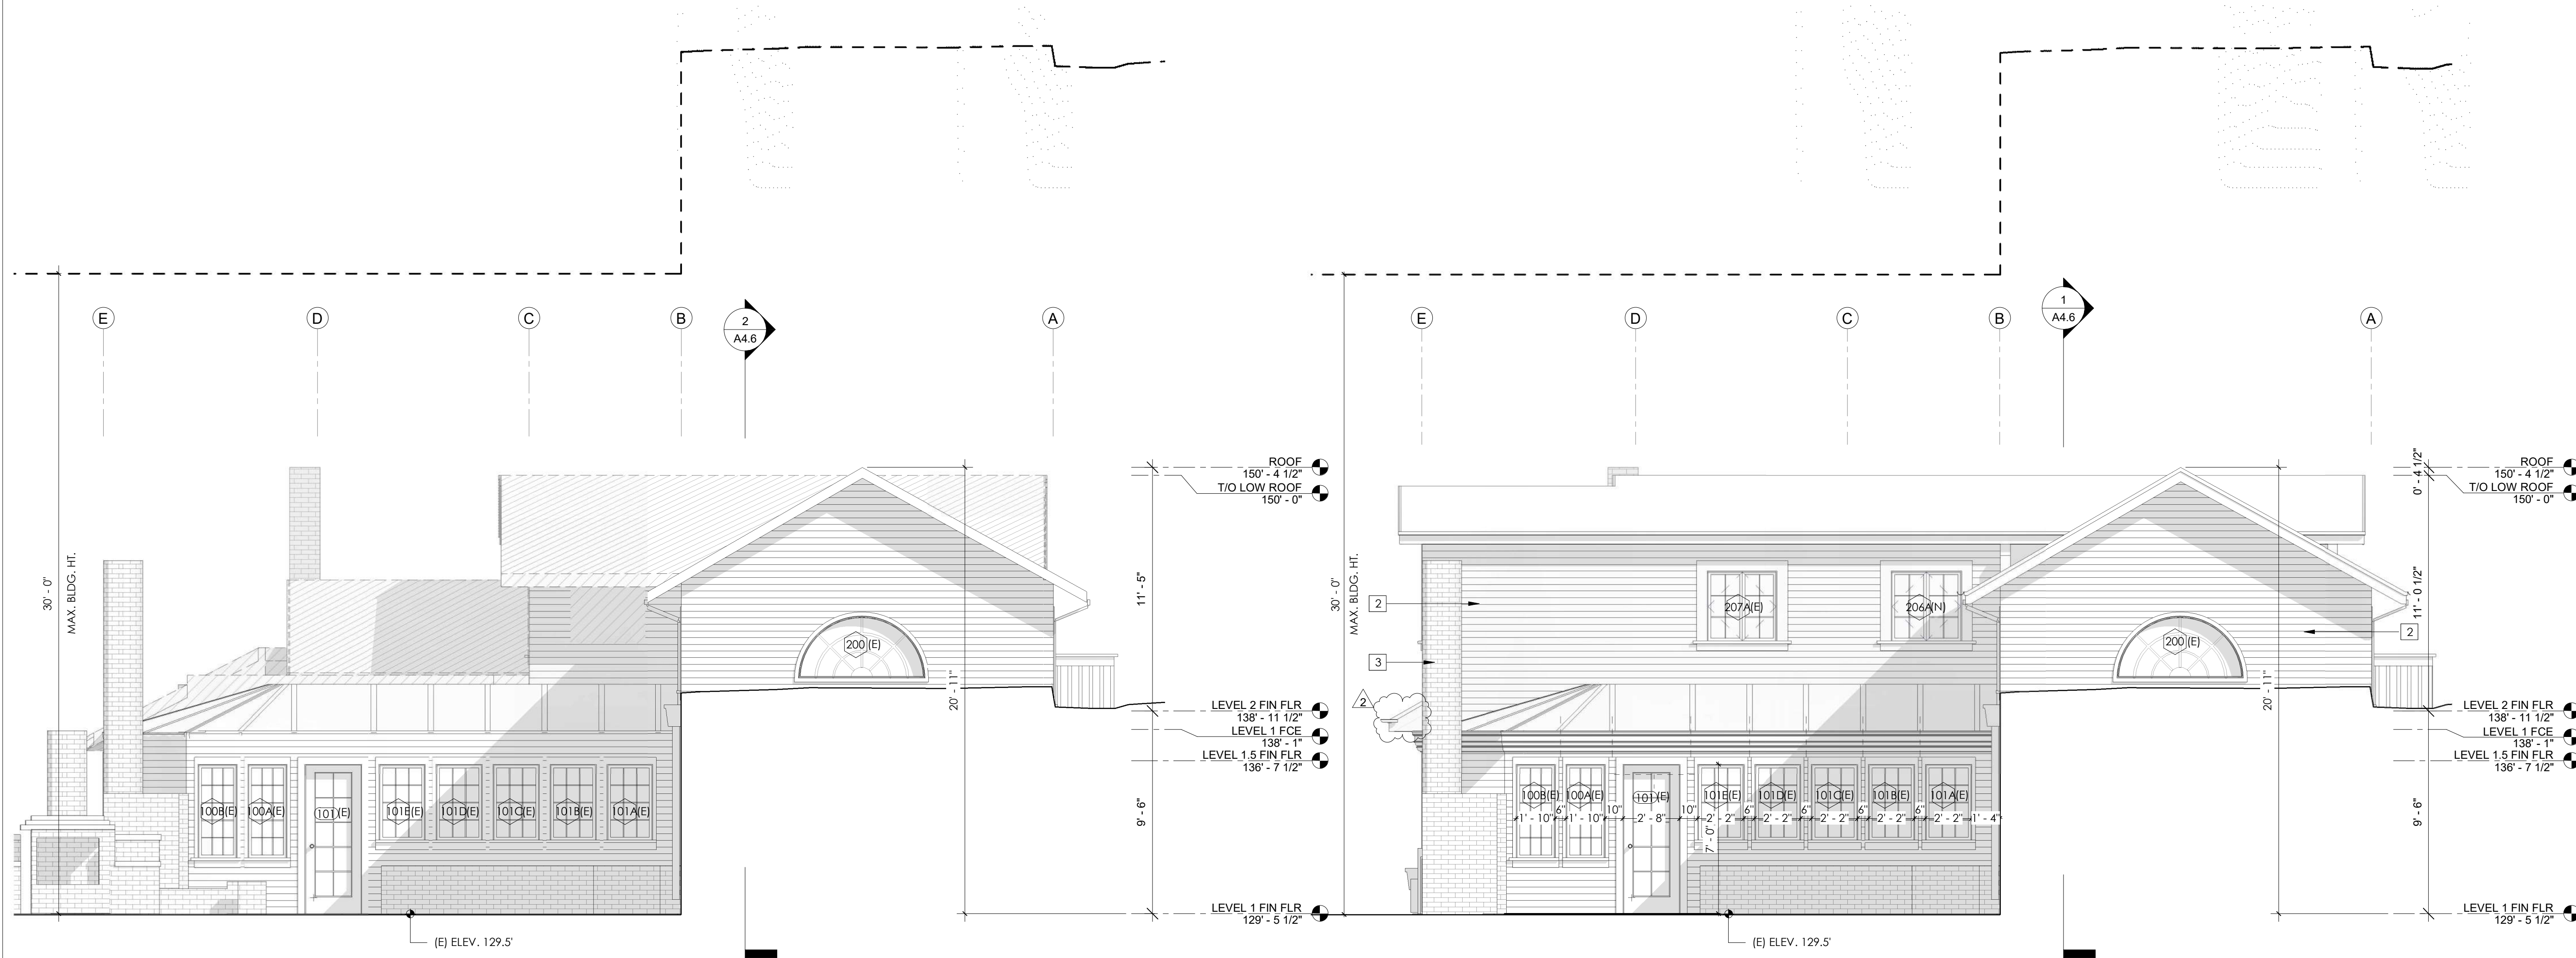 E
D
C
B
A
2
A4.6
30' - 0"
MAX. BLDG. HT.
200 (E)
100B(E)
100A(E)
101 (E)
101E(E)
101D(E)
101C(E)
101B(E)
101A(E)
(E) ELEV. 129.5'
20' - 11"
11' - 5"
9' - 6"
ROOF
150' - 4 1/2"
T/O LOW ROOF
150' - 0"
LEVEL 2 FIN FLR
138' - 11 1/2"
LEVEL 1 FCE
138' - 1"
LEVEL 1.5 FIN FLR
136' - 7 1/2"
LEVEL 1 FIN FLR
129' - 5 1/2"
E
D
C
B
A
1
A4.6
30' - 0"
MAX. BLDG. HT.
2
3
2
207A(E)
206A(N)
200 (E)
2
100B(E)
100A(E)
101 (E)
101E(E)
101D(E)
101C(E)
101B(E)
101A(E)
6"
10"
10"
6"
6"
6"
6"
1' - 10"
1' - 10"
2' - 8"
2' - 2"
2' - 2"
2' - 2"
2' - 2"
2' - 2"
1' - 4"
7' - 0"
(E) ELEV. 129.5'
20' - 11"
0' - 4 1/2"
11' - 0 1/2"
9' - 6"
ROOF
150' - 4 1/2"
T/O LOW ROOF
150' - 0"
LEVEL 2 FIN FLR
138' - 11 1/2"
LEVEL 1 FCE
138' - 1"
LEVEL 1.5 FIN FLR
136' - 7 1/2"
LEVEL 1 FIN FLR
129' - 5 1/2"